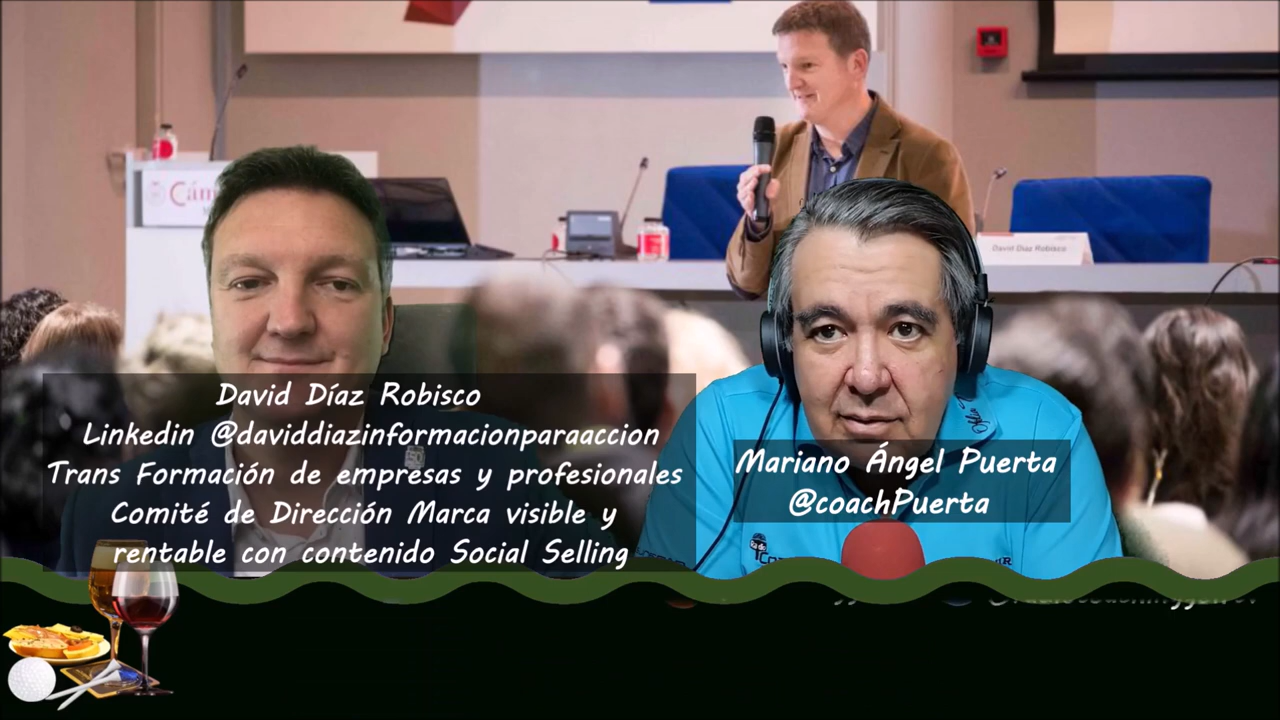 Cám
David Díaz Robisco
David Díaz Robisco
Linkedin @daviddiazinformacionparaaccion
Trans Formación de empresas y profesionales
Comité de Dirección Marca visible y
rentable con contenido Social Selling
Mariano Ángel Puerta
@coachPuerta